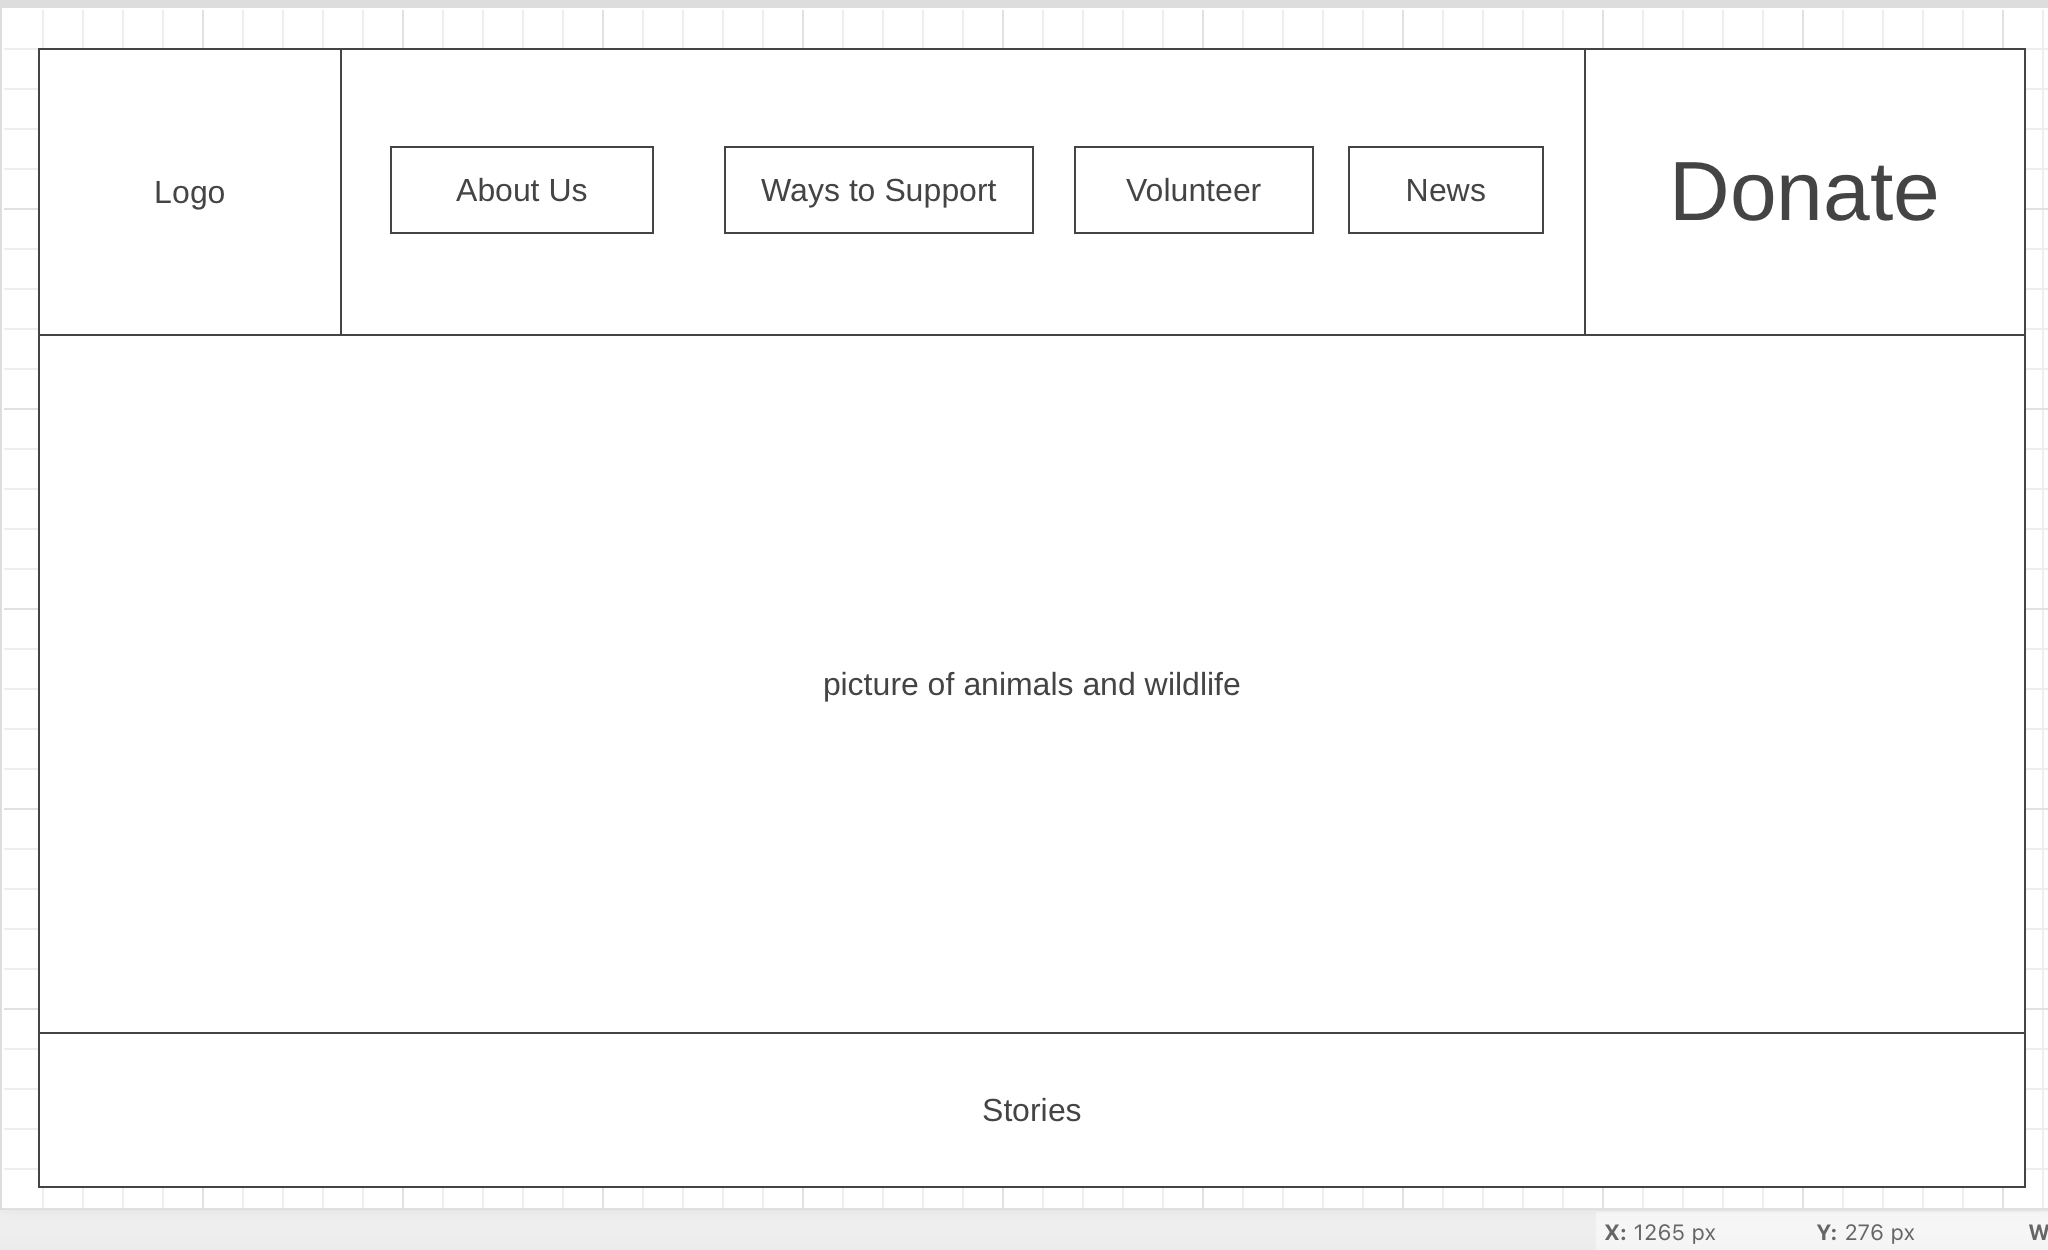 Logo
About Us
Ways to Support
Volunteer
News
Donate
picture of animals and wildlife
Stories
X: 1265 px Y: 276 px W